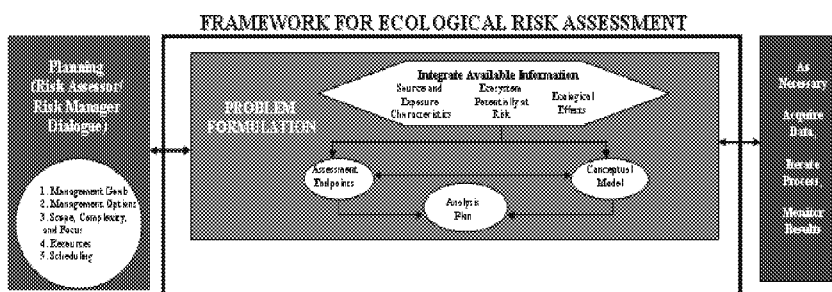 FRAMEWORK FOR ECOLOGICAL RISK ASSESSMENT
Planning
(Risk Assessor/
Risk Manager
Dialogue)
1. Management Goals
2. Management Options
3. Scope, Complexity,
and Focus
4. Resources
5. Scheduling
PROBLEM
FORMULATION
Integrate Available Information
Sources and
Exposure
Characteristics
Ecosystem
Potentially at
Risk
Ecological
Effects
Assessment
Endpoints
Conceptual
Model
Analysis
Plan
As
Necessary
Acquire
Data,
Iterate
Process,
Monitor
Results